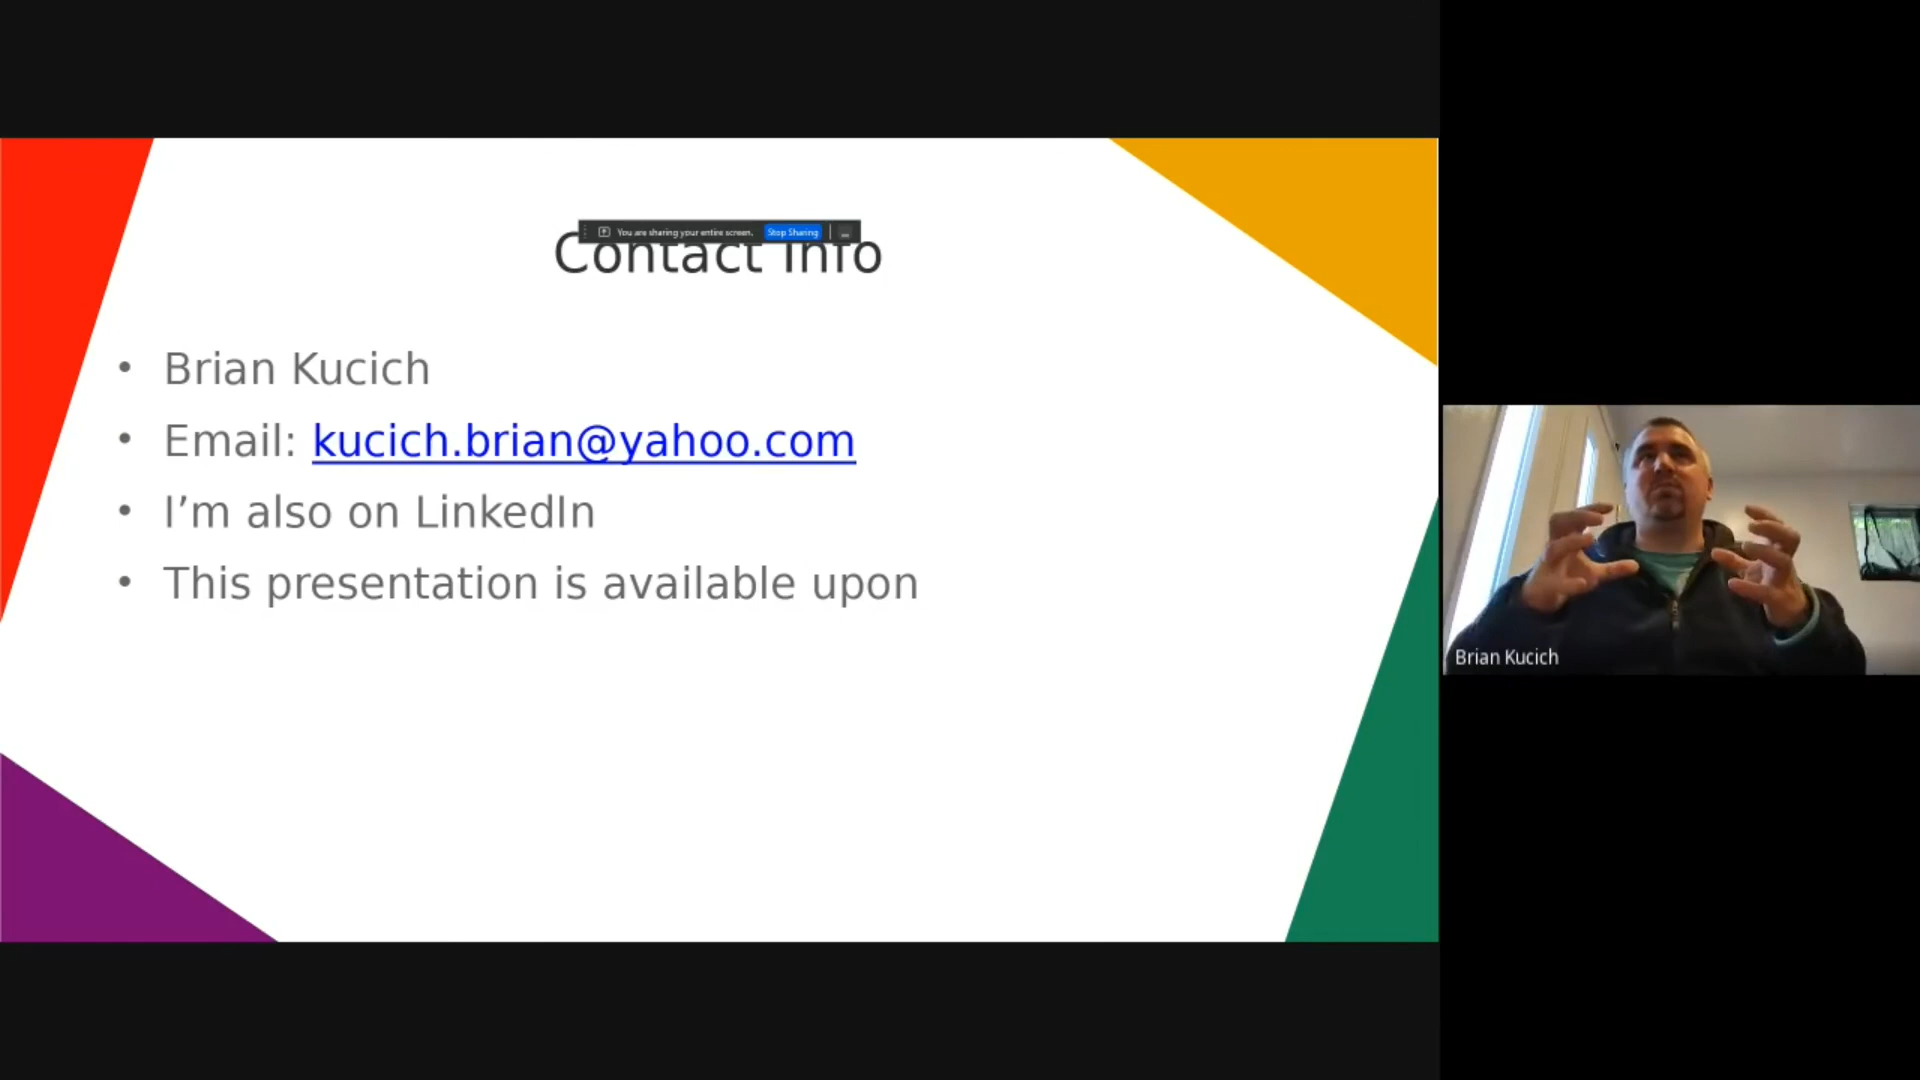 You are sharing your entire screen. Stop Sharing
Contact Info
• Brian Kucich
• Email: kucich.brian@yahoo.com
• I’m also on LinkedIn
• This presentation is available upon
Brian Kucich